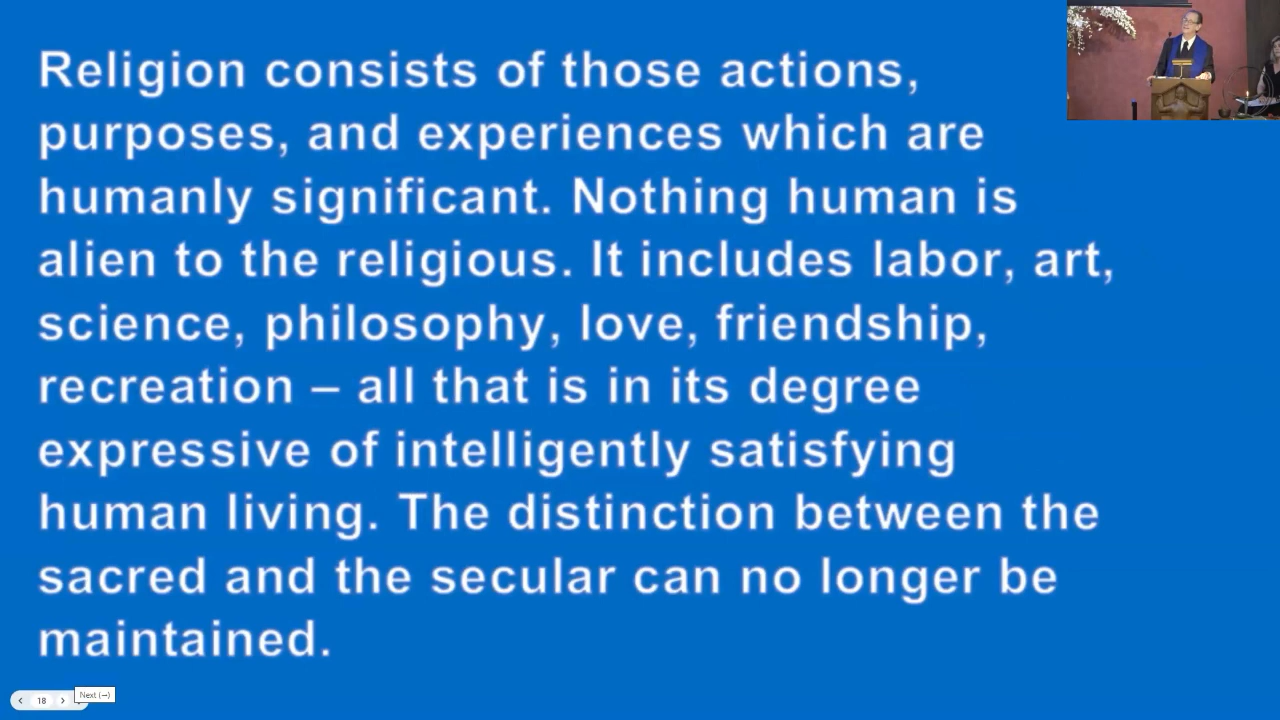 Religion consists of those actions,
purposes, and experiences which are
humanly significant. Nothing human is
alien to the religious. It includes labor, art,
science, philosophy, love, friendship,
recreation – all that is in its degree
expressive of intelligently satisfying
human living. The distinction between the
sacred and the secular can no longer be
maintained.
18
Next (→)